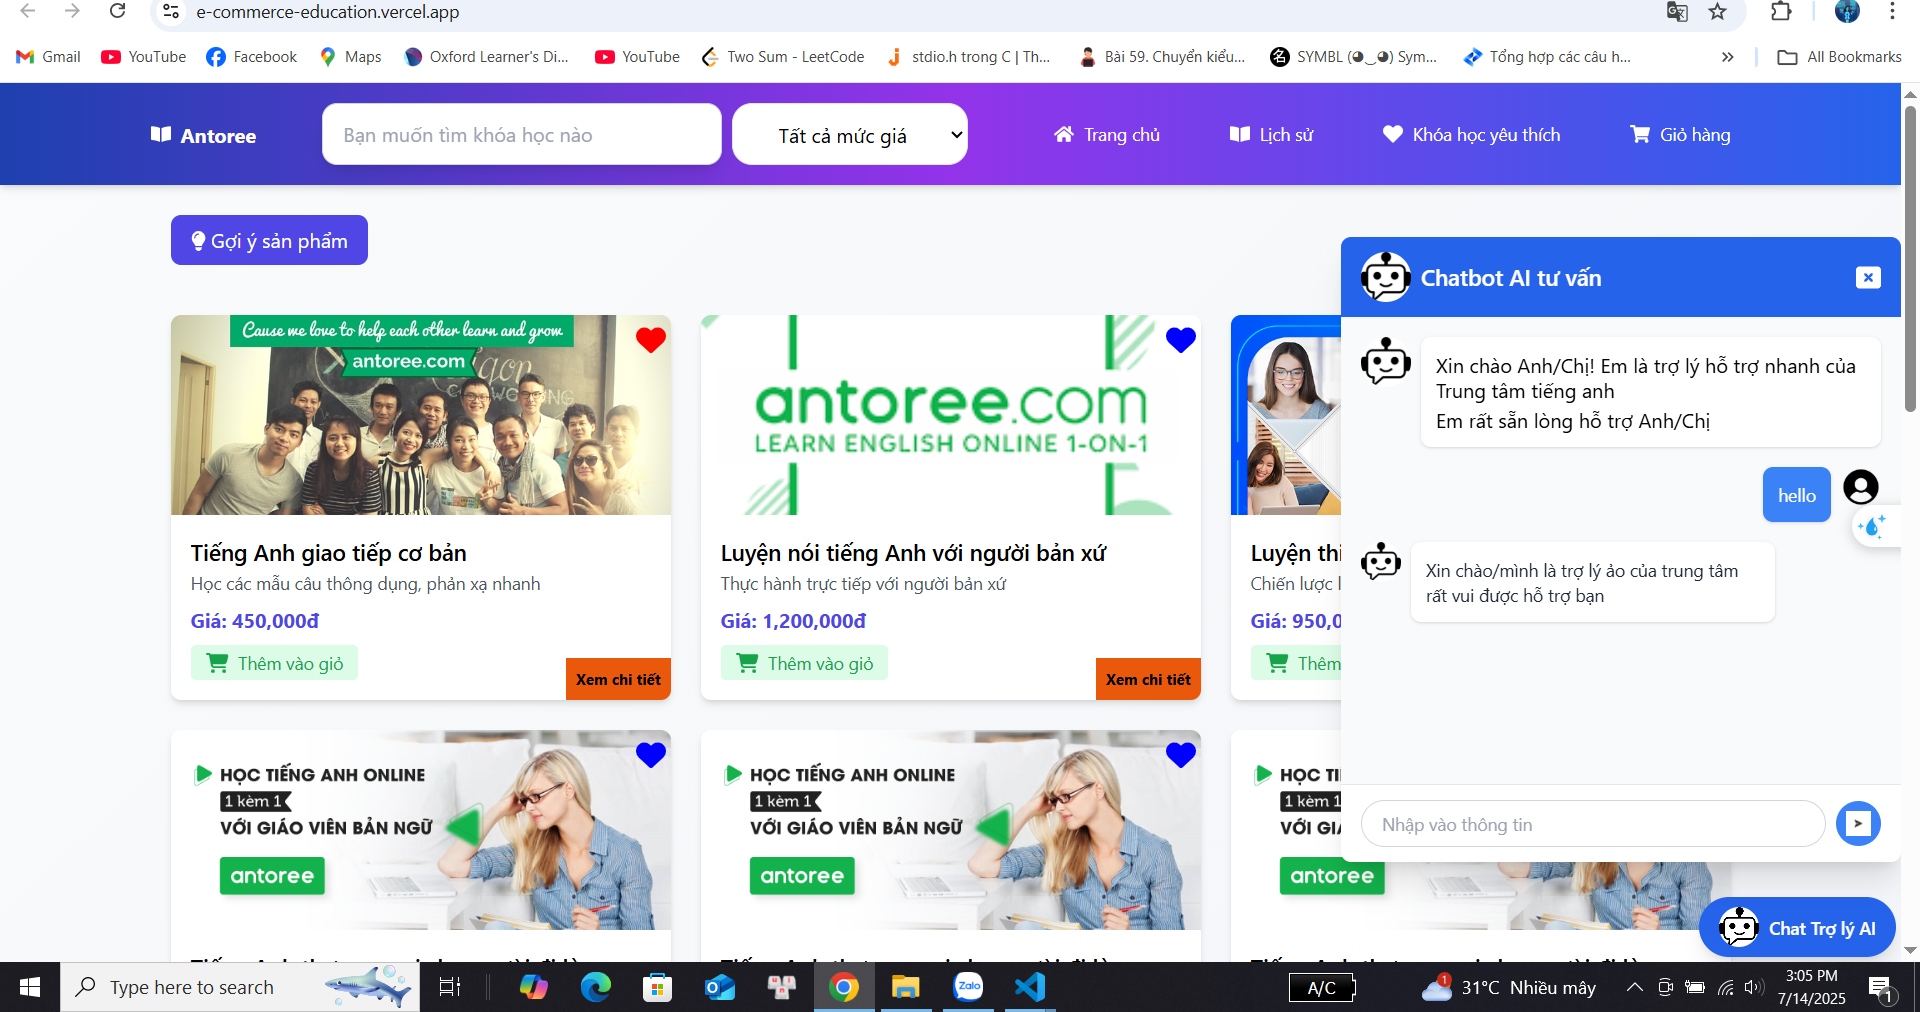 e-commerce-education.vercel.app
Gmail
YouTube
Facebook
Maps
Oxford Learner's Di...
YouTube
Two Sum - LeetCode
stdio.h trong C | Th...
Bài 59. Chuyển kiểu...
SYMBL (◕‿◕) Sym...
Tổng hợp các câu h...
»
All Bookmarks
Antoree
Bạn muốn tìm khóa học nào
Tất cả mức giá
Trang chủ
Lịch sử
Khóa học yêu thích
Giỏ hàng
Gợi ý sản phẩm
Cause we love to help each other learn and grow
antoree.com
Tiếng Anh giao tiếp cơ bản
Học các mẫu câu thông dụng, phản xạ nhanh
Giá: 450,000đ
Thêm vào giỏ
Xem chi tiết
antoree.com
LEARN ENGLISH ONLINE 1-ON-1
Luyện nói tiếng Anh với người bản xứ
Thực hành trực tiếp với người bản xứ
Giá: 1,200,000đ
Thêm vào giỏ
Xem chi tiết
Luyện thi
Chiến lược
Giá: 950,0
Thêm
HỌC TIẾNG ANH ONLINE
1 kèm 1
VỚI GIÁO VIÊN BẢN NGỮ
antoree
HỌC TIẾNG ANH ONLINE
1 kèm 1
VỚI GIÁO VIÊN BẢN NGỮ
antoree
HỌC TI
1 kèm 1
VỚI GI
antoree
Chatbot AI tư vấn
Xin chào Anh/Chị! Em là trợ lý hỗ trợ nhanh của
Trung tâm tiếng anh
Em rất sẵn lòng hỗ trợ Anh/Chị
hello
Xin chào/mình là trợ lý ảo của trung tâm
rất vui được hỗ trợ bạn
Nhập vào thông tin
Chat Trợ lý AI
Type here to search
Zalo
A/C
1
31°C Nhiều mây
3:05 PM
7/14/2025
1